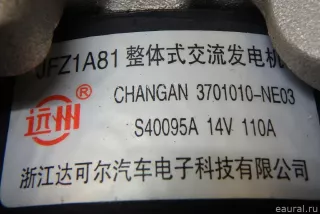 JFZ1A81 整体式交流发电机
CHANGAN 3701010-NE03
远州®
S40095A 14V 110A
浙江达可尔汽车电子科技有限公司
eaural.ru